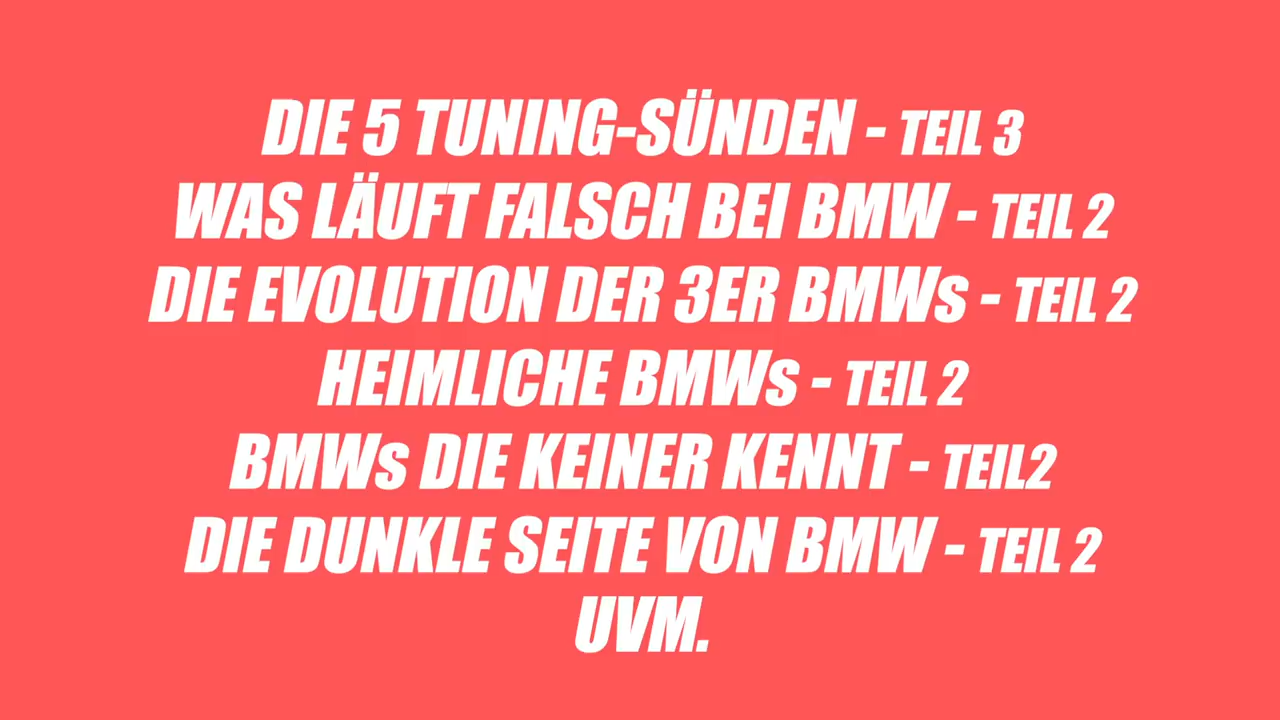 DIE 5 TUNING-SÜNDEN - TEIL 3
WAS LÄUFT FALSCH BEI BMW - TEIL 2
DIE EVOLUTION DER 3ER BMWs - TEIL 2
HEIMLICHE BMWs - TEIL 2
BMWs DIE KEINER KENNT - TEIL2
DIE DUNKLE SEITE VON BMW - TEIL 2
UVM.